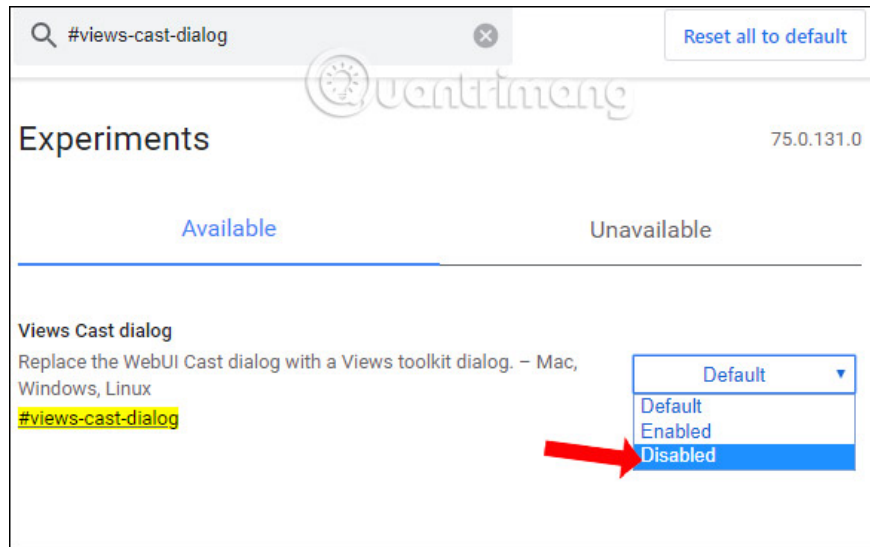 #views-cast-dialog
Reset all to default
Quantrimang
Experiments
75.0.131.0
Available
Unavailable
Views Cast dialog
Replace the WebUI Cast dialog with a Views toolkit dialog. – Mac,
Windows, Linux
#views-cast-dialog
Default
Default
Enabled
Disabled